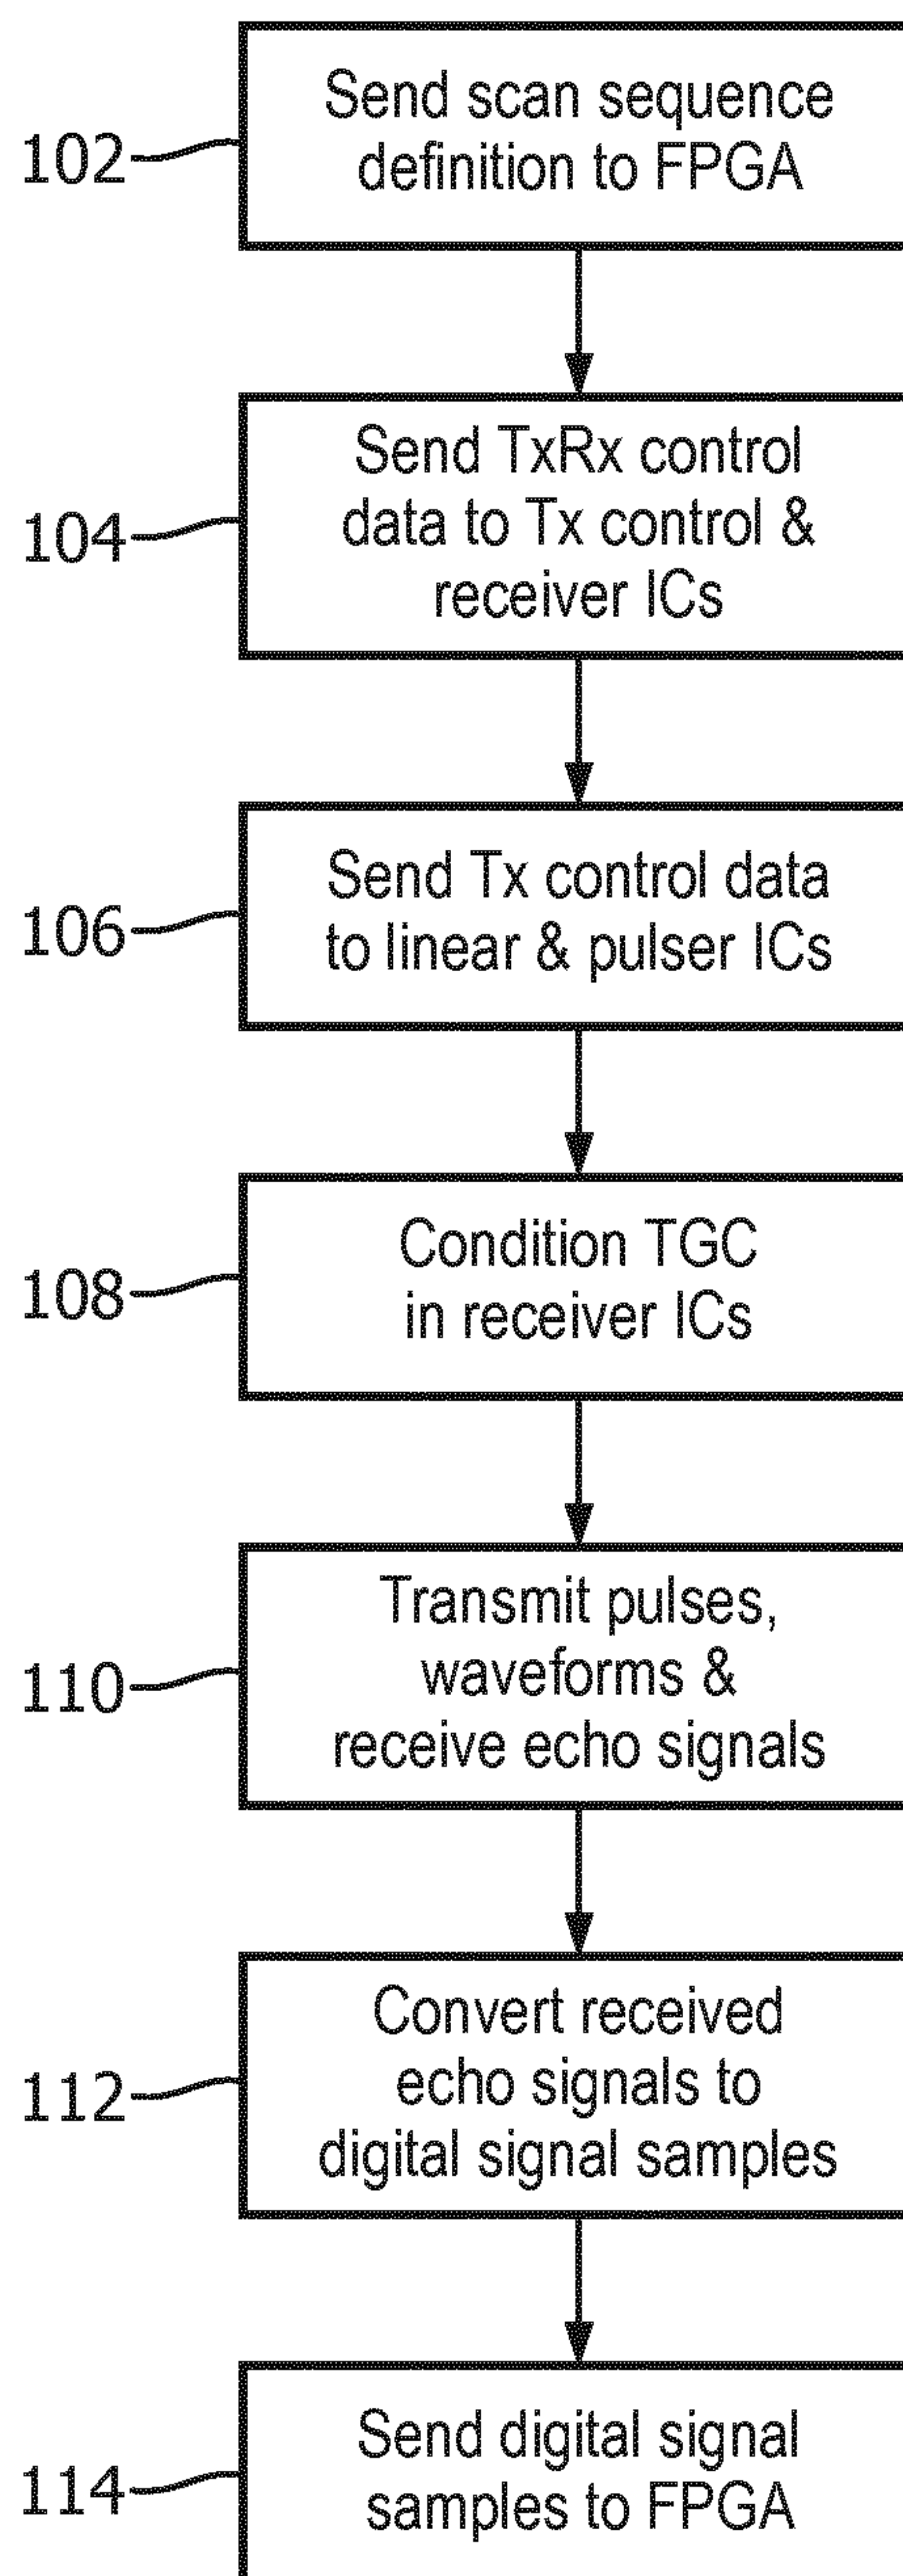 Send scan sequence
102
definition to FPGA
Send TxRx control
104
data to Tx control &
receiver ICs
Send Tx control data
106
to linear & pulser ICs
Condition TGC
108
in receiver ICs
Transmit pulses,
110
waveforms &
receive echo signals
Convert received
112
echo signals to
digital signal samples
Send digital signal
114
samples to FPGA